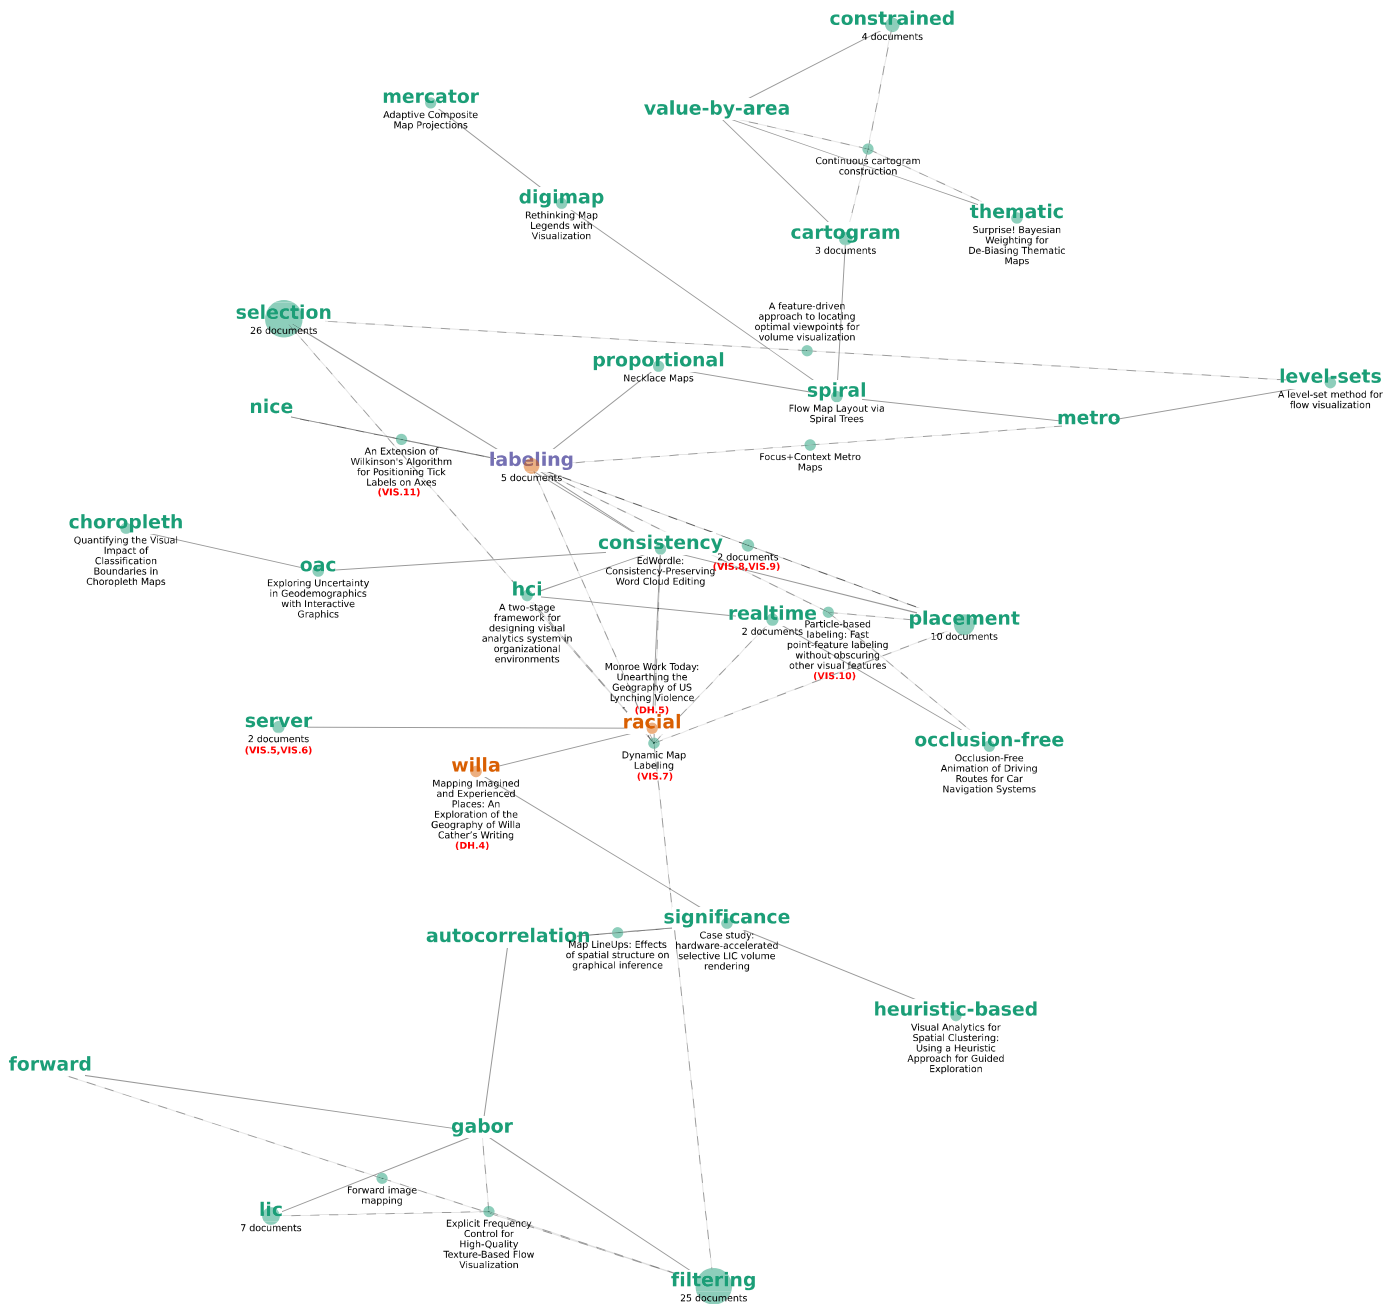 constrained
4 documents
mercator
Adaptive Composite
Map Projections
value-by-area
Continuous cartogram
construction
digimap
Rethinking Map
Legends with
Visualization
thematic
Surprise! Bayesian
Weighting for
De-Biasing Thematic
Maps
cartogram
3 documents
selection
26 documents
A feature-driven
approach to locating
optimal viewpoints for
volume visualization
proportional
Necklace Maps
level-sets
A level-set method for
flow visualization
spiral
Flow Map Layout via
Spiral Trees
nice
metro
An Extension of
Wilkinson's Algorithm
for Positioning Tick
Labels on Axes
(VIS.11)
labeling
5 documents
Focus+Context Metro
Maps
choropleth
Quantifying the Visual
Impact of
Classification
Boundaries in
Choropleth Maps
consistency
EdWordle:
Consistency-Preserving
Word Cloud Editing
2 documents
(VIS.8,VIS.9)
oac
Exploring Uncertainty
in Geodemographics
with Interactive
Graphics
hci
A two-stage
framework for
designing visual
analytics system in
organizational
environments
realtime
2 documents
Particle-based
labeling: Fast
point-feature labeling
without obscuring
other visual features
(VIS.10)
placement
10 documents
Monroe Work Today:
Unearthing the
Geography of US
Lynching Violence
(DH.5)
racial
server
2 documents
(VIS.5,VIS.6)
Dynamic Map
Labeling
(VIS.7)
occlusion-free
Occlusion-Free
Animation of Driving
Routes for Car
Navigation Systems
willa
Mapping Imagined
and Experienced
Places: An
Exploration of the
Geography of Willa
Cather's Writing
(DH.4)
significance
Case study:
hardware-accelerated
selective LIC volume
rendering
autocorrelation
Map LineUps: Effects
of spatial structure on
graphical inference
heuristic-based
Visual Analytics for
Spatial Clustering:
Using a Heuristic
Approach for Guided
Exploration
forward
gabor
Forward image
mapping
lic
7 documents
Explicit Frequency
Control for
High-Quality
Texture-Based Flow
Visualization
filtering
25 documents